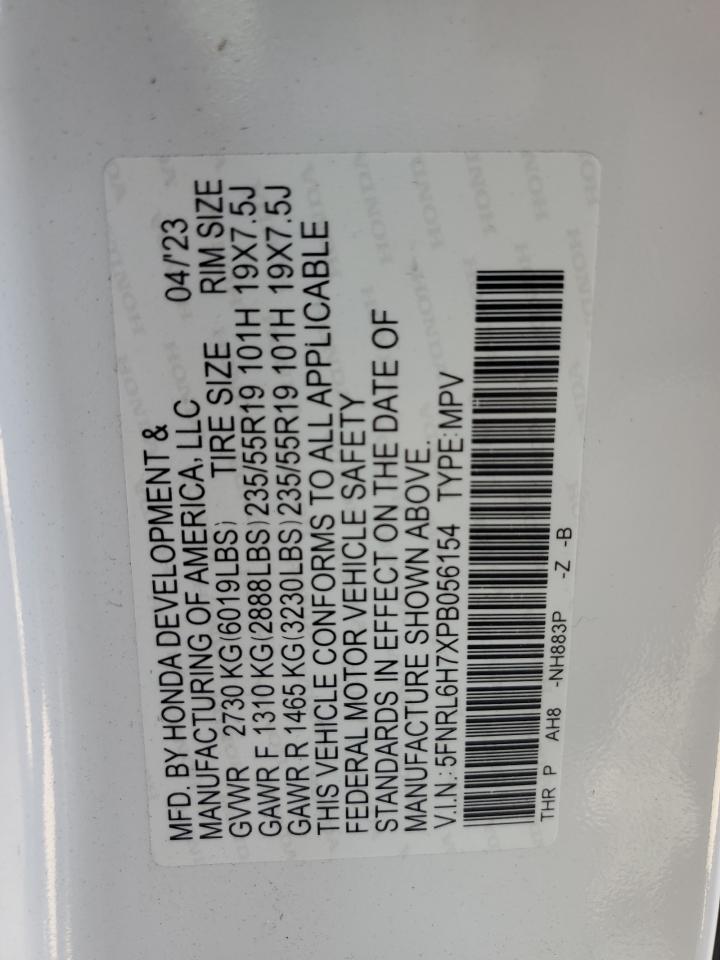 MFD. BY HONDA DEVELOPMENT & 04/'23
MANUFACTURING OF AMERICA, LLC
GVWR 2730 KG(6019LBS) TIRE SIZE RIM SIZE
GAWR F 1310 KG(2888LBS)235/55R19 101H 19X7.5J
GAWR R 1465 KG(3230LBS)235/55R19 101H 19X7.5J
THIS VEHICLE CONFORMS TO ALL APPLICABLE
FEDERAL MOTOR VEHICLE SAFETY
STANDARDS IN EFFECT ON THE DATE OF
MANUFACTURE SHOWN ABOVE.
V.I.N.:5FNRL6H7XPB056154 TYPE:MPV
THR P AH8 -NH883P -Z -B